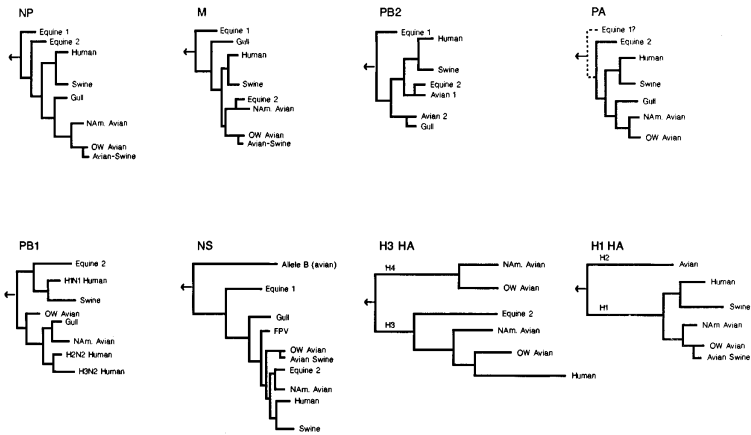 NP
Equine 1
Equine 2
Human
Swine
Gull
NAm. Avian
OW Avian
Avian-Swine
M
Equine 1
Gull
Human
Swine
Equine 2
NAm. Avian
OW Avian
Avian-Swine
PB2
Equine 1
Human
Swine
Equine 2
Avian 1
Avian 2
Gull
PA
Equine 1?
Equine 2
Human
Swine
Gull
NAm. Avian
OW Avian
PB1
Equine 2
H1N1 Human
Swine
OW Avian
Gull
NAm. Avian
H2N2 Human
H3N2 Human
NS
Allele B (avian)
Equine 1
Gull
FPV
OW Avian
Avian Swine
Equine 2
NAm. Avian
Human
Swine
H3 HA
H4
NAm. Avian
OW Avian
H3
Equine 2
NAm. Avian
OW Avian
Human
H1 HA
H2
Avian
H1
Human
Swine
NAm Avian
OW Avian
Avian Swine